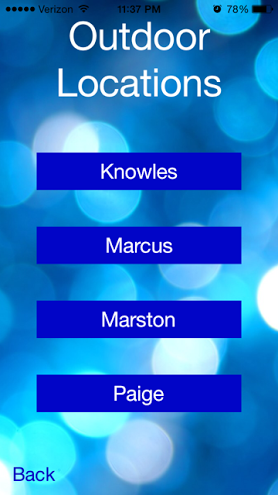 Verizon 11:37 PM 78%
Outdoor
Locations
Knowles
Marcus
Marston
Paige
Back